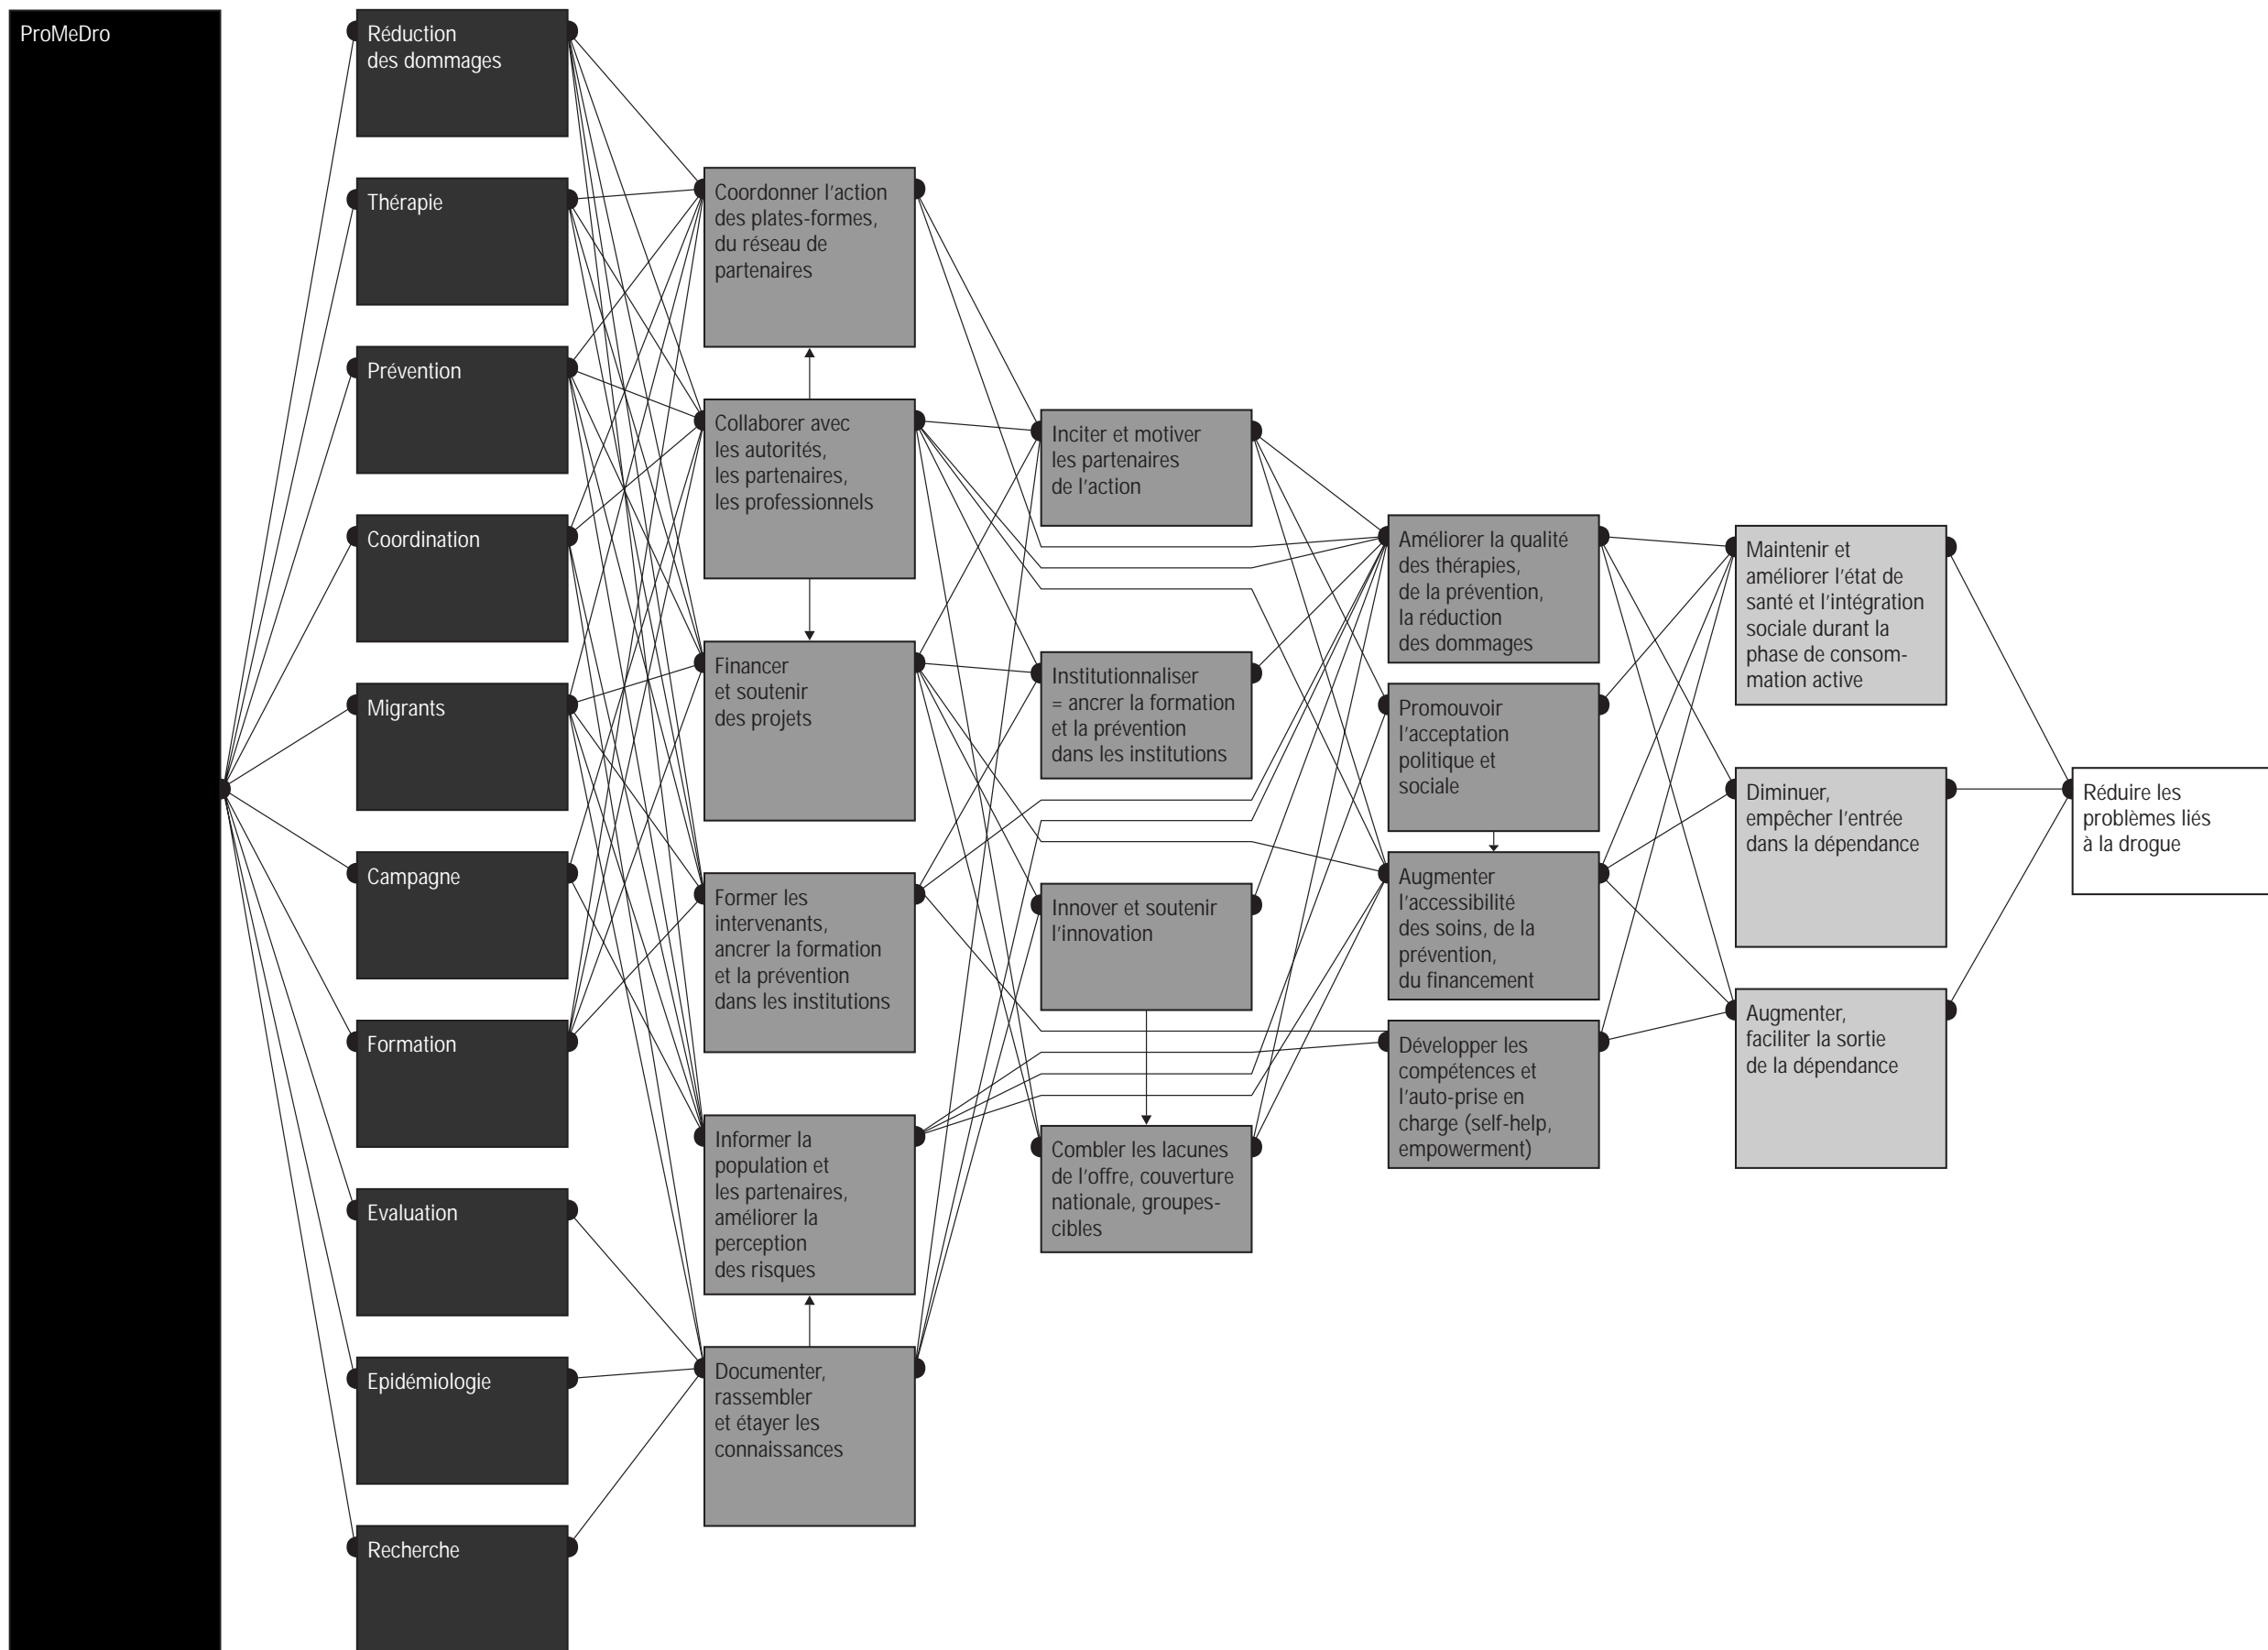 ProMeDro
Réduction
des dommages
Thérapie
Prévention
Coordination
Migrants
Campagne
Formation
Evaluation
Epidémiologie
Recherche
Coordonner l'action
des plates-formes,
du réseau de
partenaires
Collaborer avec
les autorités,
les partenaires,
les professionnels
Financer
et soutenir
des projets
Former les
intervenants,
ancrer la formation
et la prévention
dans les institutions
Informer la
population et
les partenaires,
améliorer la
perception
des risques
Documenter,
rassembler
et étayer les
connaissances
Inciter et motiver
les partenaires
de l'action
Institutionnaliser
= ancrer la formation
et la prévention
dans les institutions
Innover et soutenir
l'innovation
Combler les lacunes
de l'offre, couverture
nationale, groupes-
cibles
Améliorer la qualité
des thérapies,
de la prévention,
la réduction
des dommages
Promouvoir
l'acceptation
politique et
sociale
Augmenter
l'accessibilité
des soins, de la
prévention,
du financement
Développer les
compétences et
l'auto-prise en
charge (self-help,
empowerment)
Maintenir et
améliorer l'état de
santé et l'intégration
sociale durant la
phase de consom-
mation active
Diminuer,
empêcher l'entrée
dans la dépendance
Augmenter,
faciliter la sortie
de la dépendance
Réduire les
problèmes liés
à la drogue